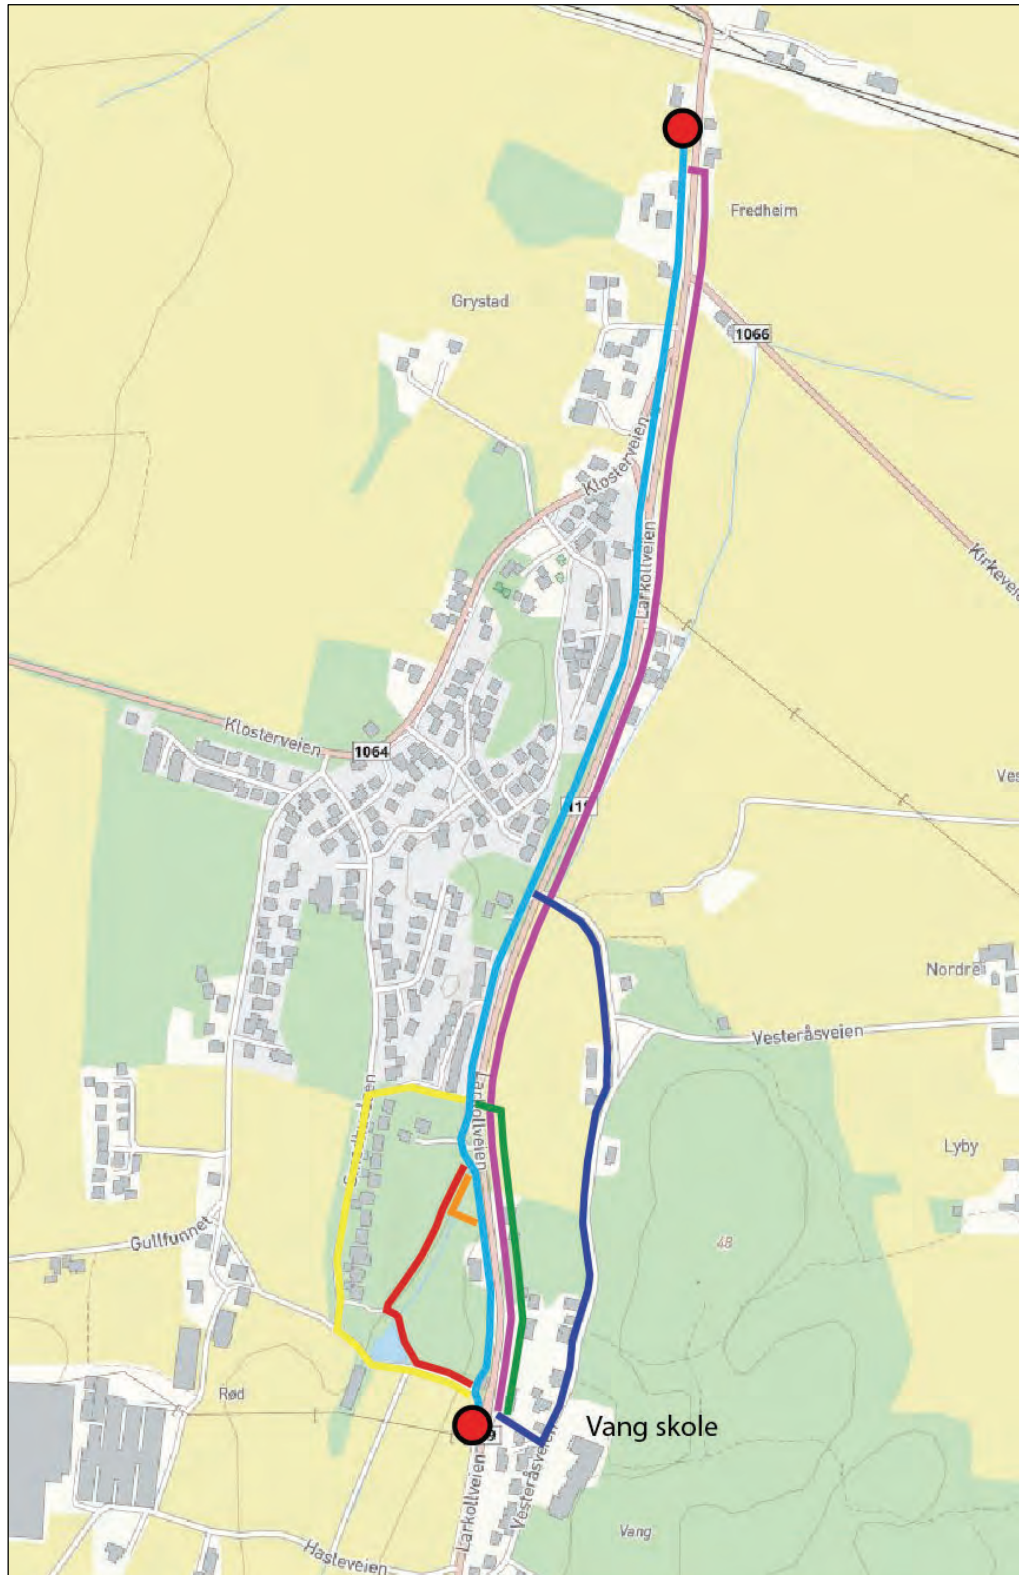 Fredheim
Grystad
1066
Klosterveien
Larkollveien
Klosterveien
1064
Nordre
Vesteråsveien
Larkollveien
Lyby
48
Gullfunnet
Rød
Vang skole
Larkollveien
Vesteråsveien
Vang
Hasteveien